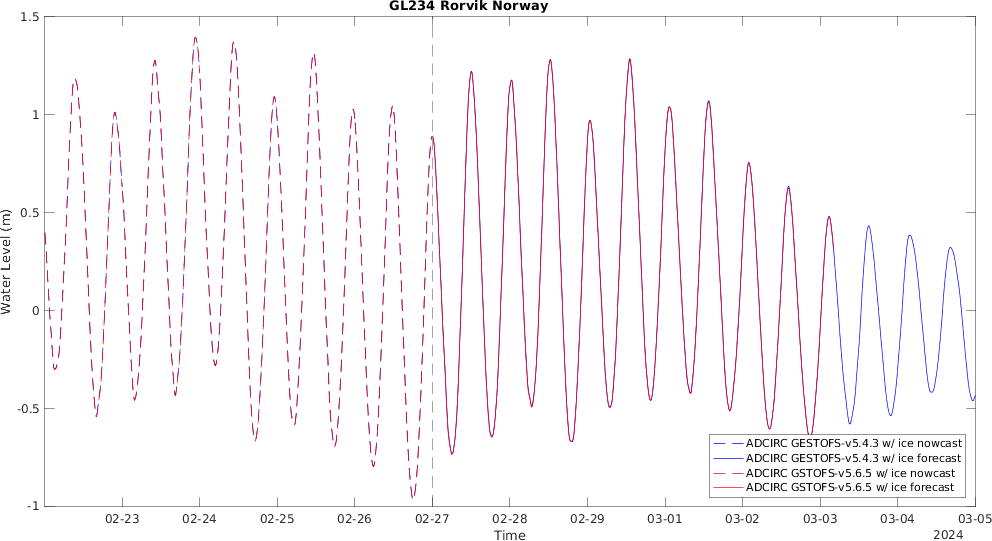 GL234 Rorvik Norway
1.5
1
0.5
0
-0.5
-1
Water Level (m)
02-23 02-24 02-25 02-26 02-27 02-28 02-29 03-01 03-02 03-03 03-04 03-05
Time
2024
ADCIRC GESTOFS-v5.4.3 w/ ice nowcast
ADCIRC GESTOFS-v5.4.3 w/ ice forecast
ADCIRC GSTOFS-v5.6.5 w/ ice nowcast
ADCIRC GSTOFS-v5.6.5 w/ ice forecast